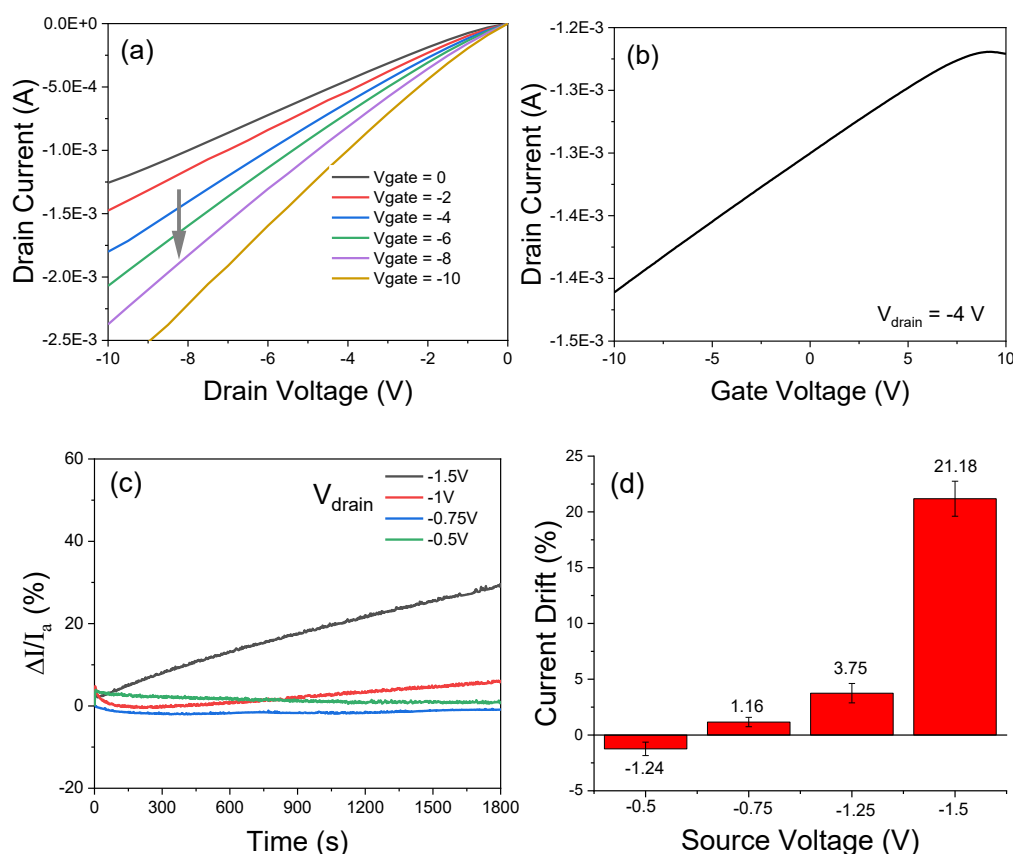 (a)
Drain Current (A)
0.0E+0
-5.0E-4
-1.0E-3
-1.5E-3
-2.0E-3
-2.5E-3
Vgate = 0
Vgate = -2
Vgate = -4
Vgate = -6
Vgate = -8
Vgate = -10
-10
-8
-6
-4
-2
0
Drain Voltage (V)
(b)
Drain Current (A)
-1.2E-3
-1.3E-3
-1.3E-3
-1.4E-3
-1.4E-3
-1.5E-3
Vdrain = -4 V
-10
-5
0
5
10
Gate Voltage (V)
(c)
ΔI/Ia (%)
60
40
20
0
-20
Vdrain
-1.5V
-1V
-0.75V
-0.5V
0
300
600
900
1200
1500
1800
Time (s)
(d)
Current Drift (%)
25
20
15
10
5
0
-5
-1.24
1.16
3.75
21.18
-0.5
-0.75
-1.25
-1.5
Source Voltage (V)